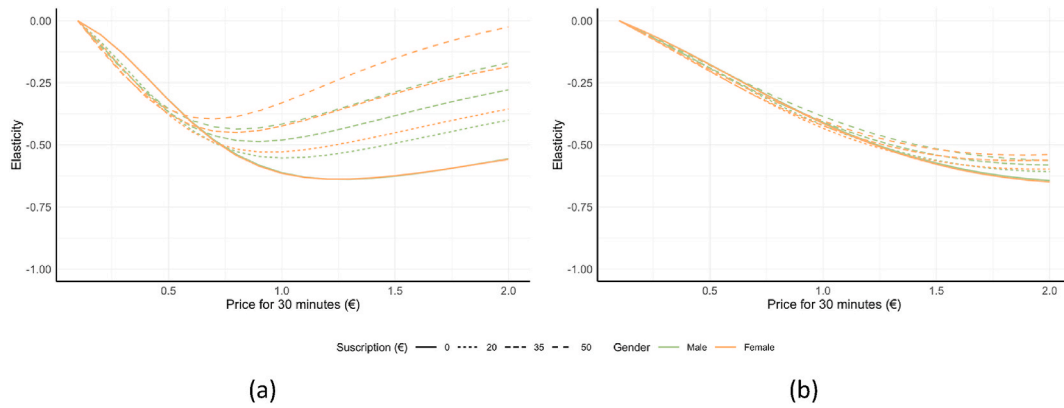 0.00
-0.25
-0.50
-0.75
-1.00
Elasticity
0.5 1.0 1.5 2.0
Price for 30 minutes (€)
0.00
-0.25
-0.50
-0.75
-1.00
Elasticity
0.5 1.0 1.5 2.0
Price for 30 minutes (€)
Suscription (€) 0 20 35 50 Gender Male Female
(a) (b)